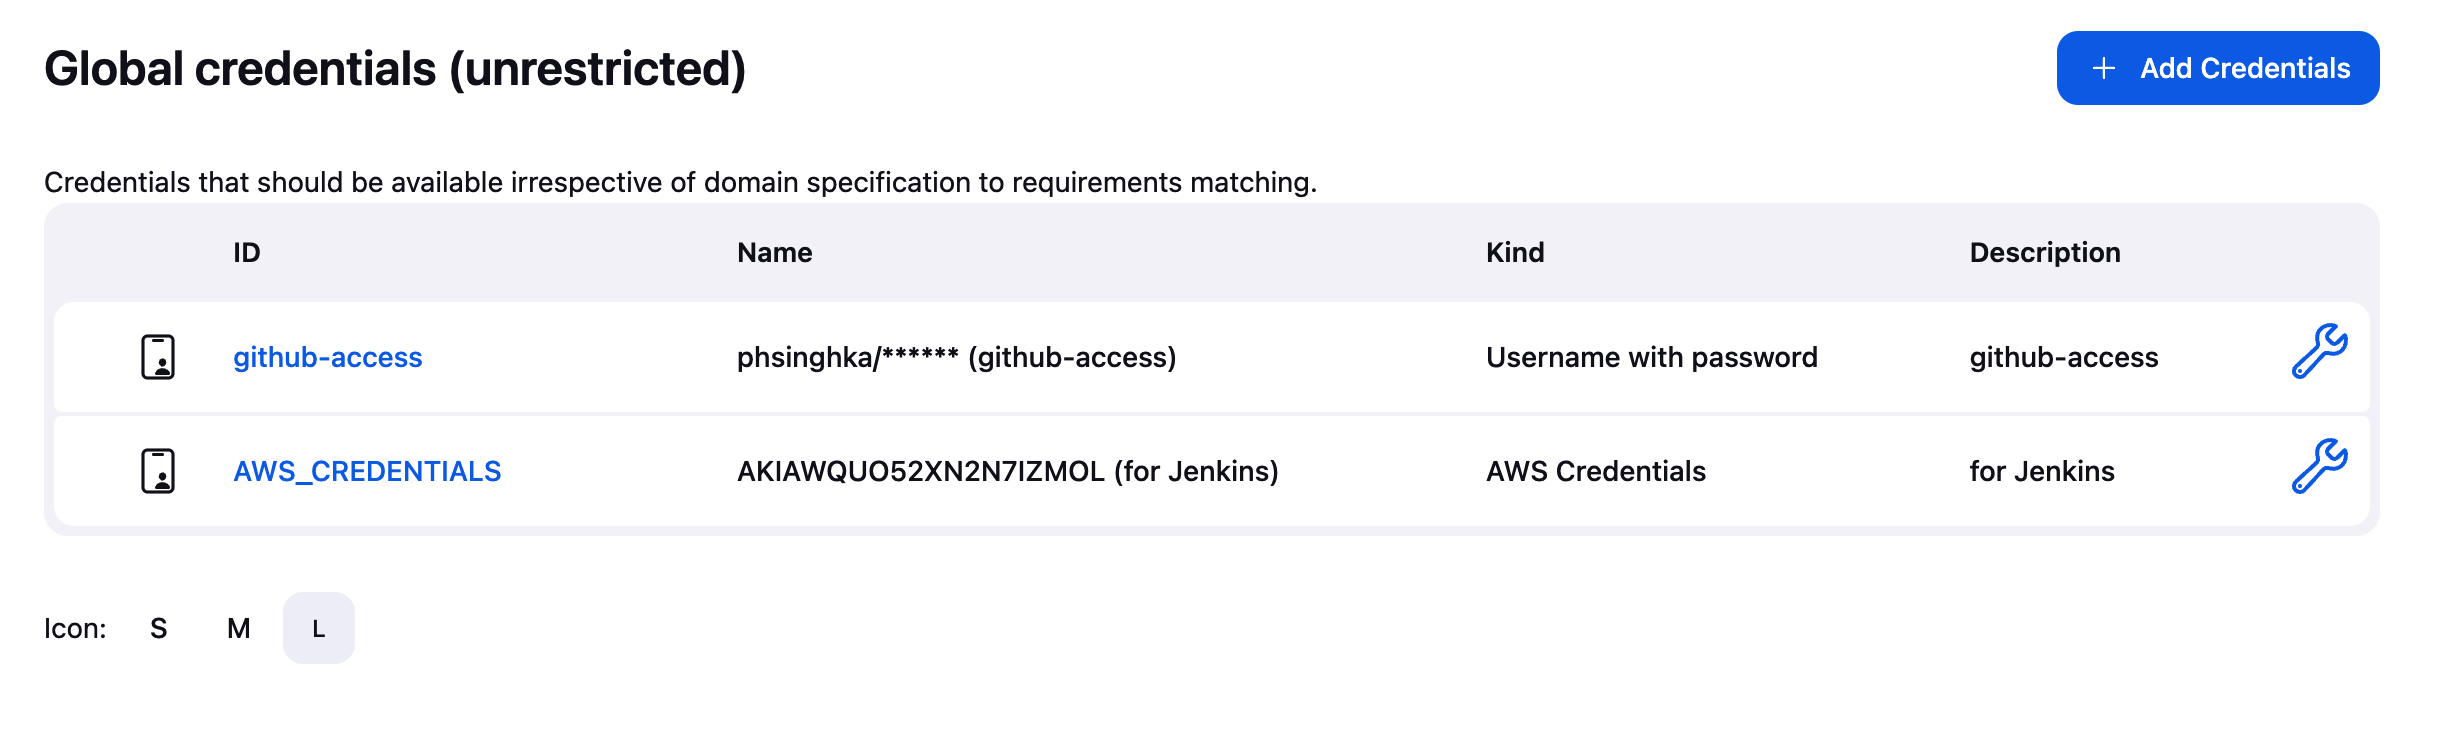 Global credentials (unrestricted)
+ Add Credentials
Credentials that should be available irrespective of domain specification to requirements matching.
ID Name Kind Description
github-access phsinghka/****** (github-access) Username with password github-access
AWS_CREDENTIALS AKIAWQUO52XN2N7IZMOL (for Jenkins) AWS Credentials for Jenkins
Icon: S M L